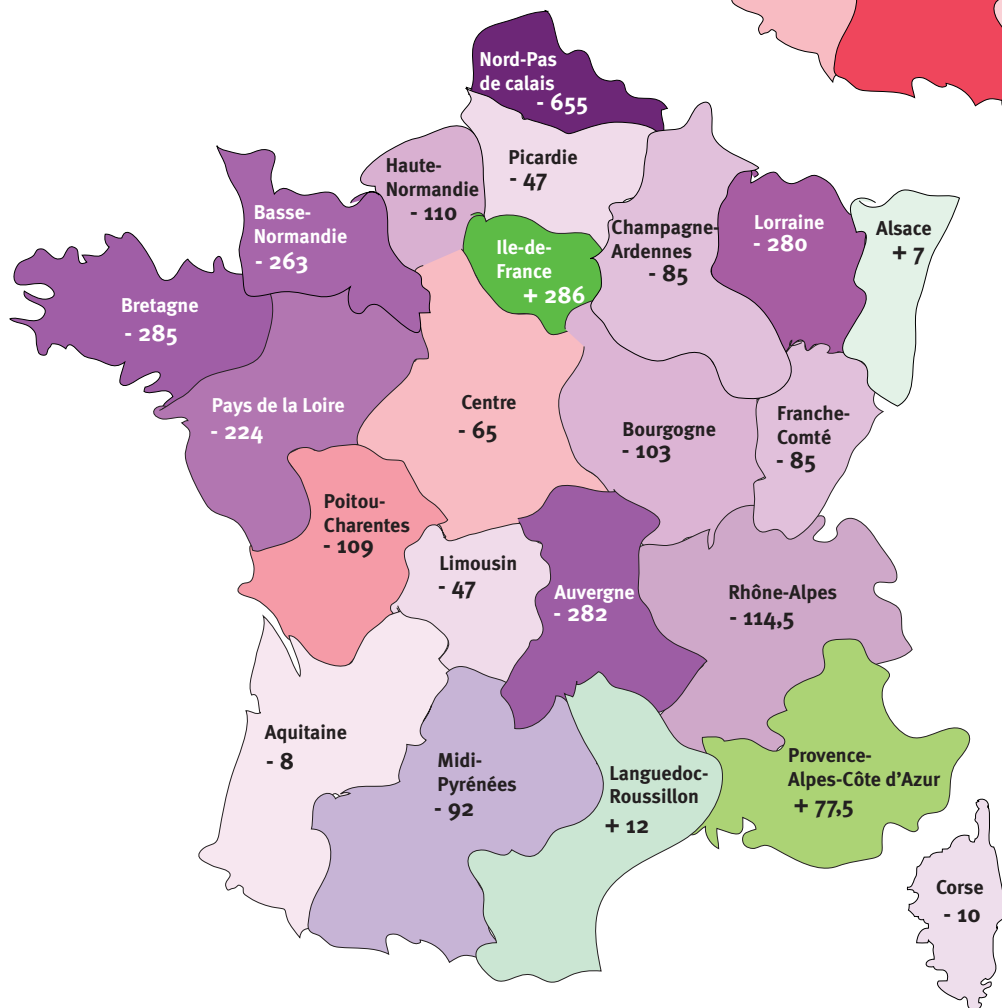 Nord-Pas
de calais
- 655
Picardie
- 47
Haute-
Normandie
- 110
Basse-
Normandie
- 263
Ile-de-
France
+ 286
Champagne-
Ardennes
- 85
Lorraine
- 280
Alsace
+ 7
Bretagne
- 285
Pays de la Loire
- 224
Centre
- 65
Bourgogne
- 103
Franche-
Comté
- 85
Poitou-
Charentes
- 109
Limousin
- 47
Auvergne
- 282
Rhône-Alpes
- 114,5
Aquitaine
- 8
Midi-
Pyrénées
- 92
Languedoc-
Roussillon
+ 12
Provence-
Alpes-Côte d'Azur
+ 77,5
Corse
- 10